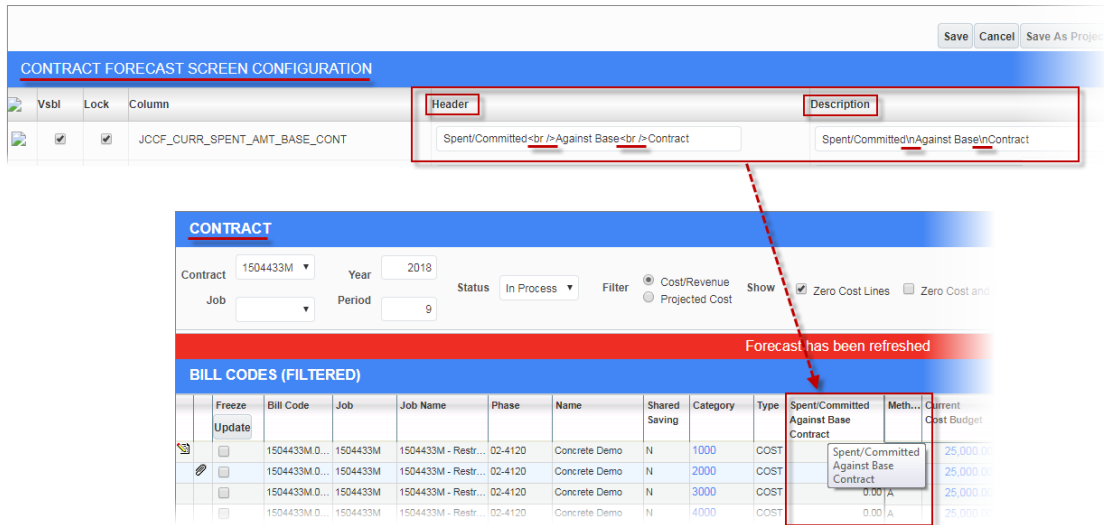 Save Cancel Save As Projec
CONTRACT FORECAST SCREEN CONFIGURATION
Vsbl Lock Column Header Description
JCCF_CURR_SPENT_AMT_BASE_CONT Spent/Committed<br />Against Base<br />Contract Spent/Committed\nAgainst Base\nContract
CONTRACT
Contract 1504433M Year 2018 Status In Process Filter Cost/Revenue Show Zero Cost Lines Zero Cost and
Job Period 9 Projected Cost
Forecast has been refreshed
BILL CODES (FILTERED)
Freeze Bill Code Job Job Name Phase Name Shared Category Type Spent/Committed Meth... Current
Update Saving Against Base Cost Budget
Contract
1504433M.0... 1504433M 1504433M - Restr... 02-4120 Concrete Demo N 1000 COST 25,000.00
1504433M.0... 1504433M 1504433M - Restr... 02-4120 Concrete Demo N 2000 COST 25,000.00
1504433M.0... 1504433M 1504433M - Restr... 02-4120 Concrete Demo N 3000 COST 0.00 A 25,000.00
1504433M.0... 1504433M 1504433M - Restr... 02-4120 Concrete Demo N 4000 COST 0.00 A 25,000.00
Spent/Committed
Against Base
Contract